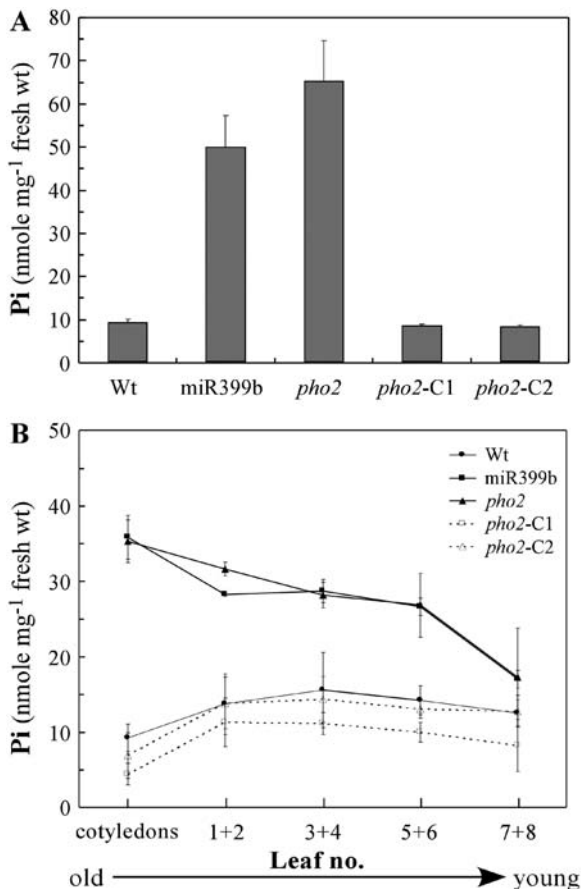 A
Pi (nmole mg⁻¹ fresh wt)
80
70
60
50
40
30
20
10
0
Wt miR399b pho2 pho2-C1 pho2-C2
B
Pi (nmole mg⁻¹ fresh wt)
50
40
30
20
10
0
Wt
miR399b
pho2
pho2-C1
pho2-C2
cotyledons 1+2 3+4 5+6 7+8
Leaf no.
old young